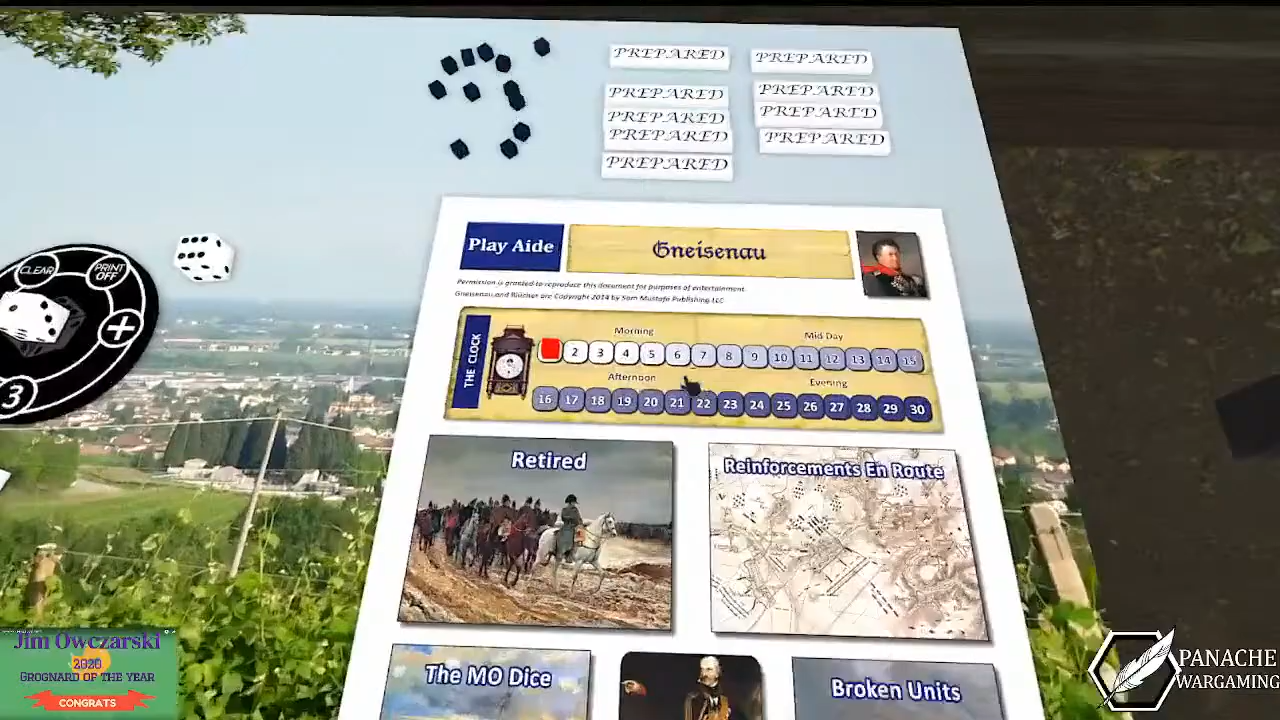 PREPARED PREPARED
PREPARED PREPARED
PREPARED PREPARED
PREPARED PREPARED
PREPARED
CLEAR
PRINT OFF
+
3
Play Aide
Gneisenau
Permission is granted to reproduce this document for purposes of entertainment.
Gneisenau and Blücher are Copyright 2014 by Sam Mustafa Publishing LLC
THE CLOCK
Morning Mid Day
2 3 4 5 6 7 8 9 10 11 12 13 14 15
Afternoon Evening
16 17 18 19 20 21 22 23 24 25 26 27 28 29 30
Retired
Reinforcements En Route
The MO Dice
Broken Units
Jim Owczarski
2020
GROGNARD OF THE YEAR
CONGRATS
PANACHE
WARGAMING